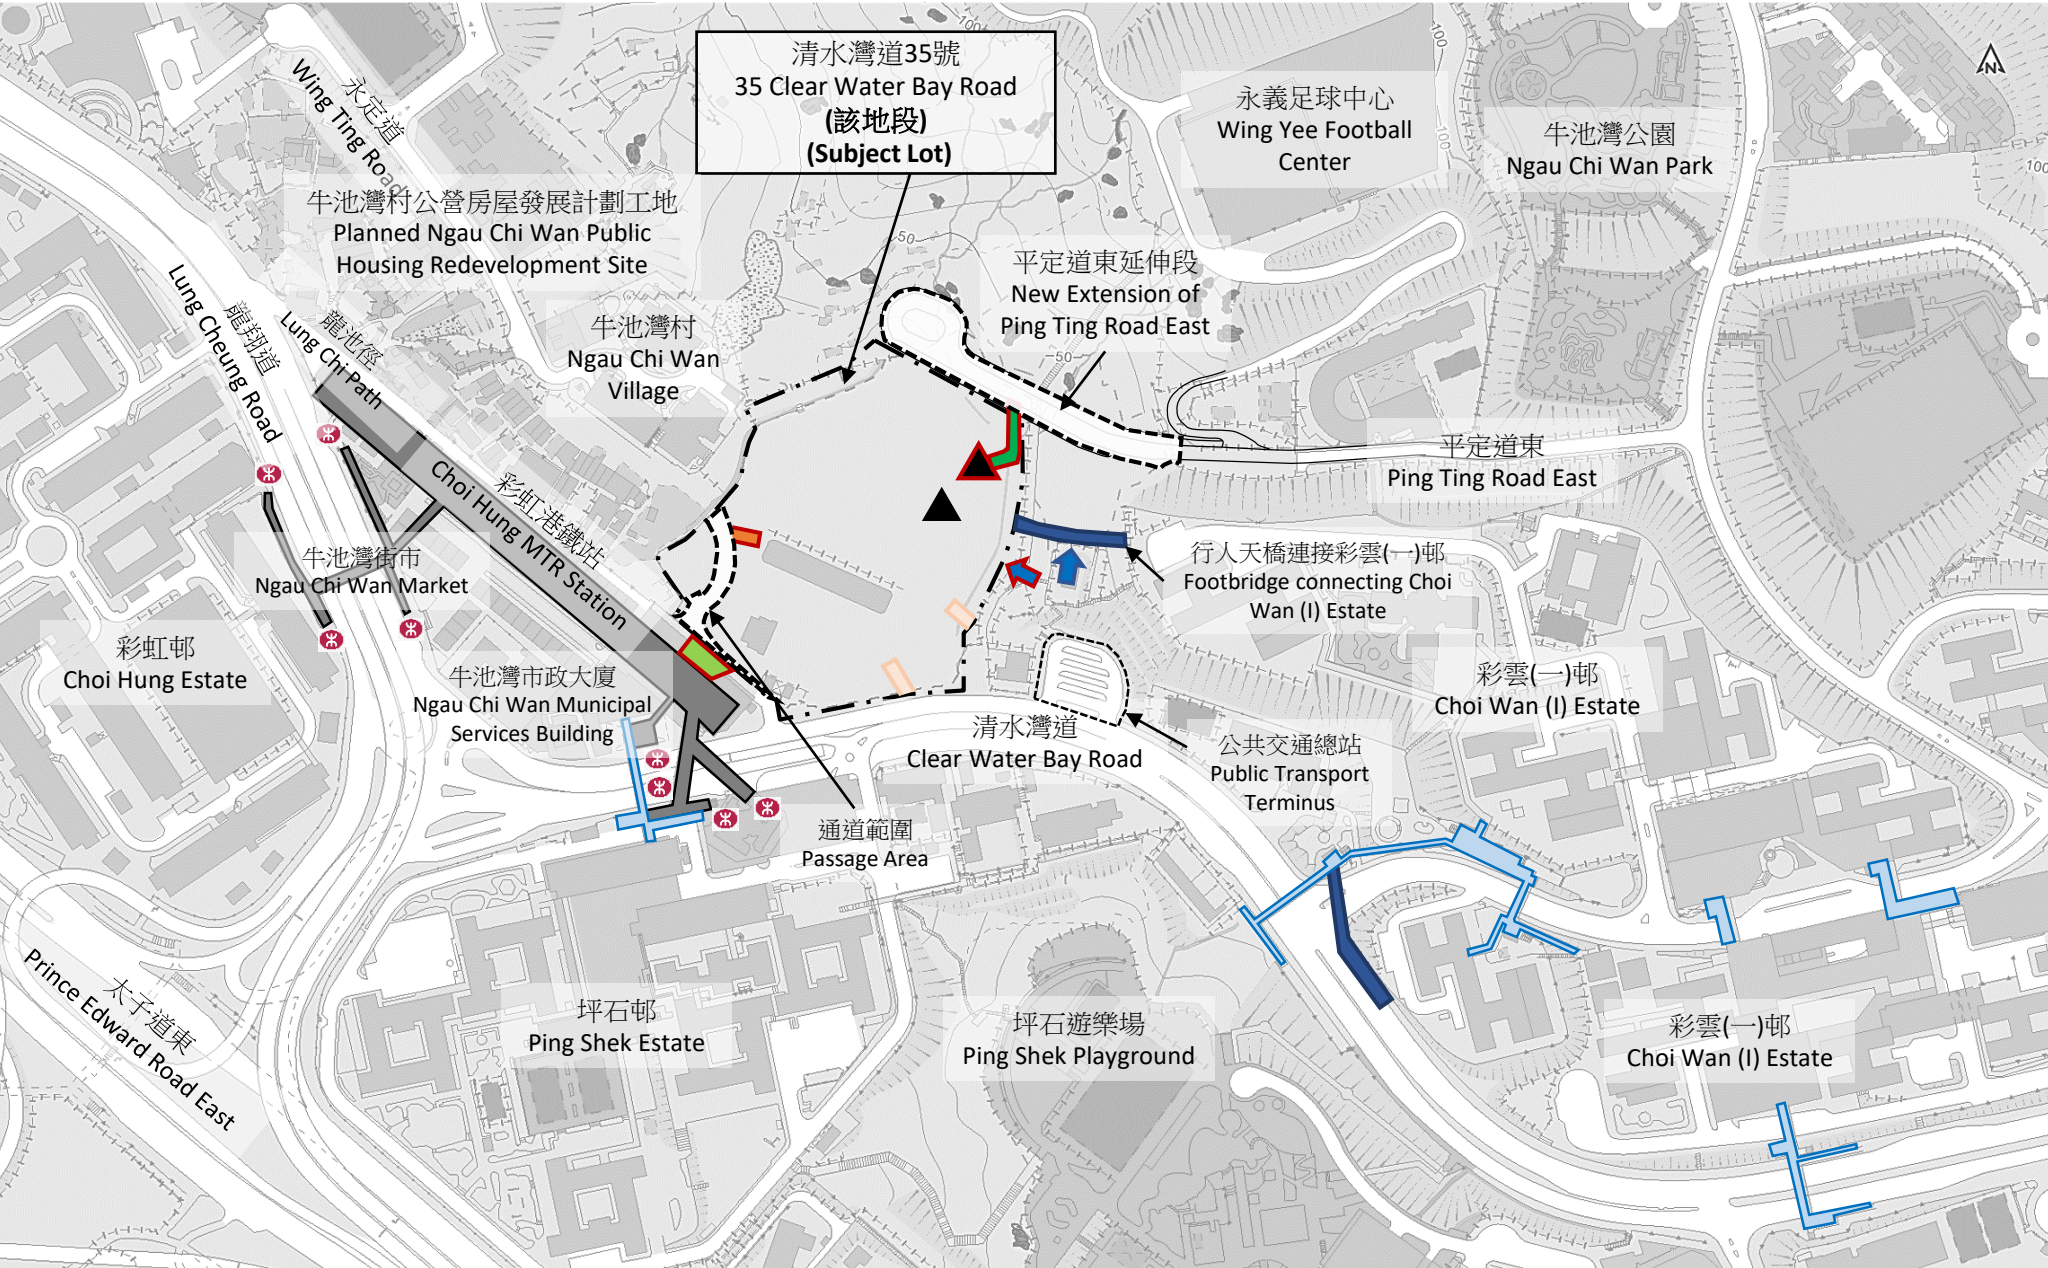 清水灣道35號
35 Clear Water Bay Road
(該地段)
(Subject Lot)
永定道
Wing Ting Road
永義足球中心
Wing Yee Football
Center
牛池灣公園
Ngau Chi Wan Park
N
100
100
100
100
牛池灣村公營房屋發展計劃工地
Planned Ngau Chi Wan Public
Housing Redevelopment Site
50
平定道東延伸段
New Extension of
Ping Ting Road East
50
龍翔道
Lung Cheung Road
龍池徑
Lung Chi Path
牛池灣村
Ngau Chi Wan
Village
平定道東
Ping Ting Road East
彩虹港鐵站
Choi Hung MTR Station
牛池灣街市
Ngau Chi Wan Market
行人天橋連接彩雲(一)邨
Footbridge connecting Choi
Wan (I) Estate
彩虹邨
Choi Hung Estate
牛池灣市政大廈
Ngau Chi Wan Municipal
Services Building
彩雲(一)邨
Choi Wan (I) Estate
清水灣道
Clear Water Bay Road
公共交通總站
Public Transport
Terminus
通道範圍
Passage Area
太子道東
Prince Edward Road East
坪石邨
Ping Shek Estate
坪石遊樂場
Ping Shek Playground
彩雲(一)邨
Choi Wan (I) Estate